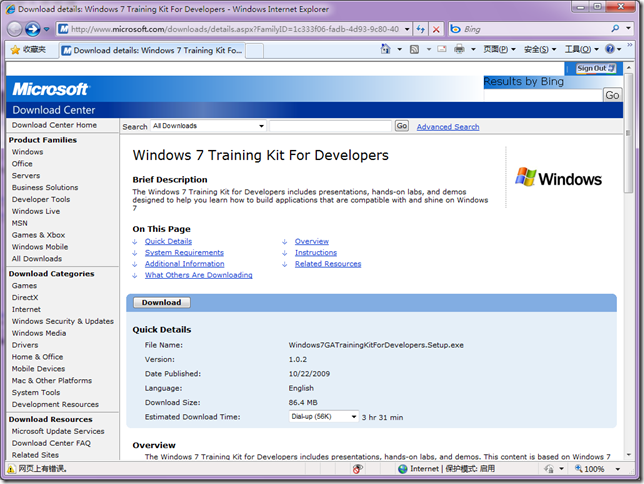 Download details: Windows 7 Training Kit For Developers - Windows Internet Explorer
http://www.microsoft.com/downloads/details.aspx?FamilyID=1c333f06-fadb-4d93-9c80-40
Bing
收藏夹
Download details: Windows 7 Training Kit Fo...
页面(P)
安全(S)
工具(O)
Sign Out
Microsoft
Results by Bing
Go
Download Center
Download Center Home
Product Families
Windows
Office
Servers
Business Solutions
Developer Tools
Windows Live
MSN
Games & Xbox
Windows Mobile
All Downloads
Download Categories
Games
DirectX
Internet
Windows Security & Updates
Windows Media
Drivers
Home & Office
Mobile Devices
Mac & Other Platforms
System Tools
Development Resources
Download Resources
Microsoft Update Services
Download Center FAQ
Related Sites
Search All Downloads Go Advanced Search
Windows 7 Training Kit For Developers
Windows
Brief Description
The Windows 7 Training Kit for Developers includes presentations, hands-on labs, and demos
designed to help you learn how to build applications that are compatible with and shine on Windows
7
On This Page
Quick Details Overview
System Requirements Instructions
Additional Information Related Resources
What Others Are Downloading
Download
Quick Details
File Name: Windows7GATrainingKitForDevelopers.Setup.exe
Version: 1.0.2
Date Published: 10/22/2009
Language: English
Download Size: 86.4 MB
Estimated Download Time: Dial-up (56K) 3 hr 31 min
Overview
The Windows 7 Training Kit for Developers includes presentations, hands-on labs, and demos. This content is based on Windows 7
网页上有错误。
Internet | 保护模式: 启用
100%